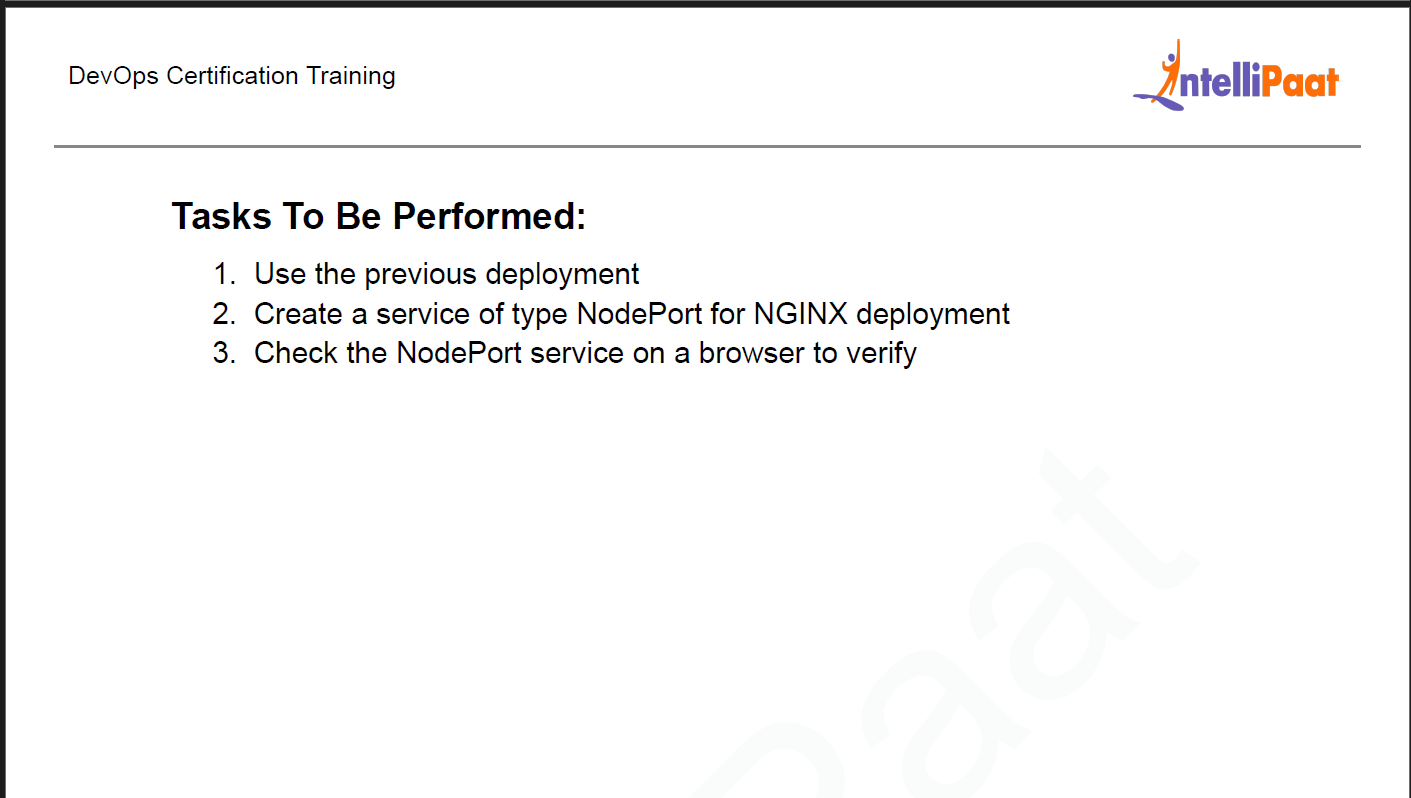 DevOps Certification Training
IntelliPaat
Tasks To Be Performed:
1. Use the previous deployment
2. Create a service of type NodePort for NGINX deployment
3. Check the NodePort service on a browser to verify
Paat